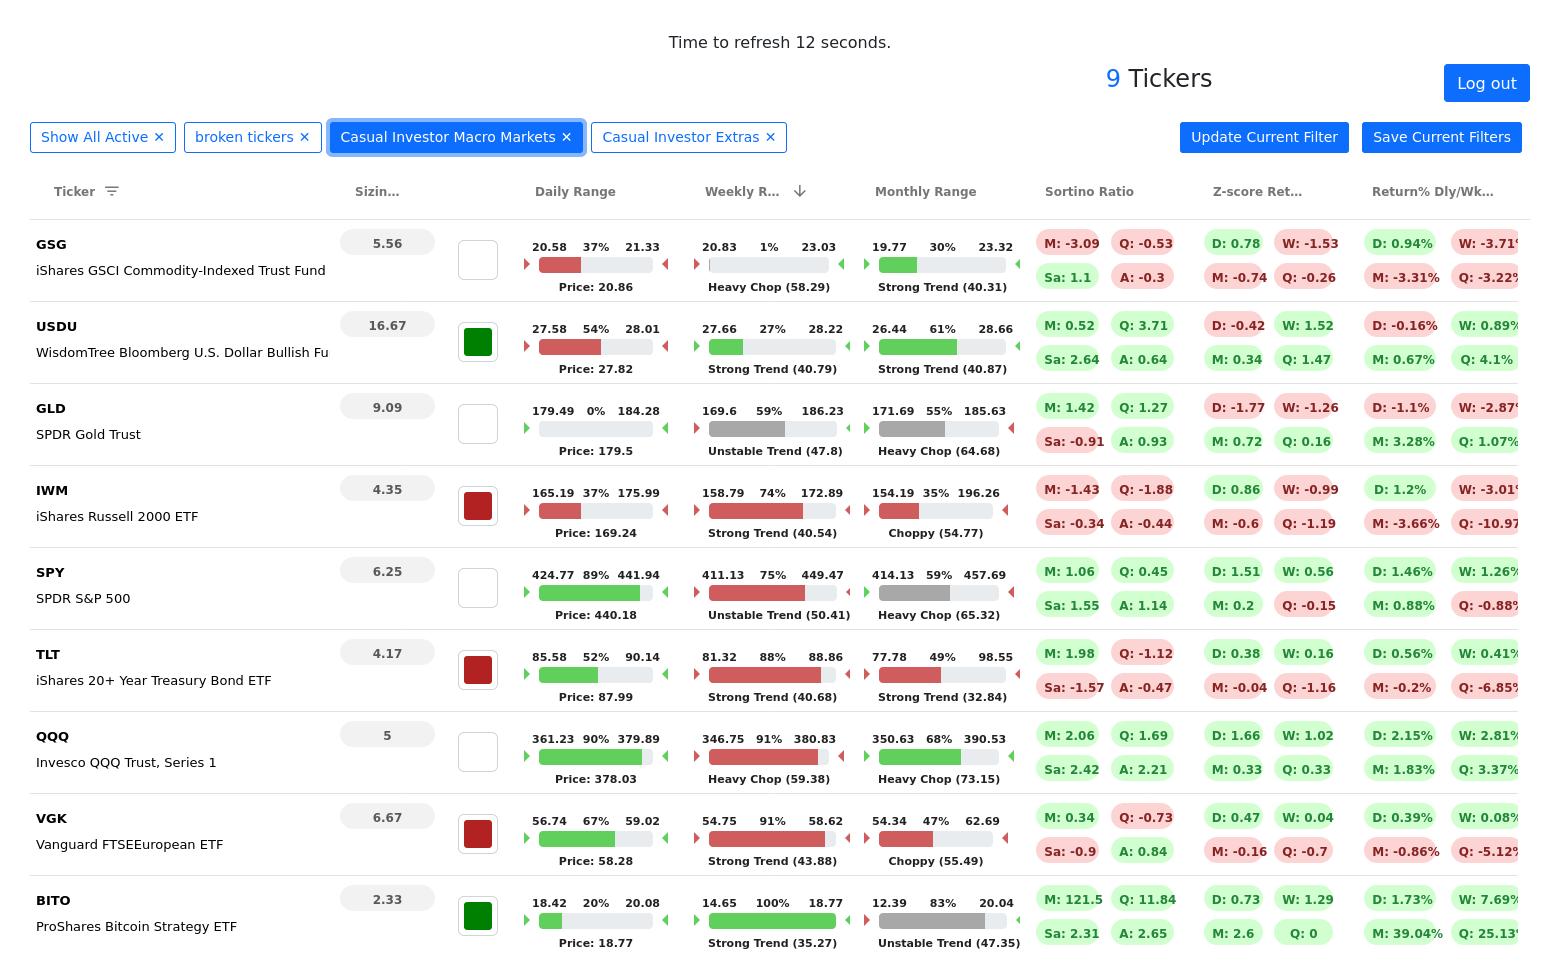 Time to refresh 12 seconds.
9 Tickers
Log out
Show All Active ✕ broken tickers ✕ Casual Investor Macro Markets ✕ Casual Investor Extras ✕ Update Current Filter Save Current Filters
Ticker Sizin… Daily Range Weekly R… Monthly Range Sortino Ratio Z-score Ret… Return% Dly/Wk…
GSG 5.56 20.58 37% 21.33 20.83 1% 23.03 19.77 30% 23.32 M: -3.09 Q: -0.53 D: 0.78 W: -1.53 D: 0.94% W: -3.71%
iShares GSCI Commodity-Indexed Trust Fund Sa: 1.1 A: -0.3 M: -0.74 Q: -0.26 M: -3.31% Q: -3.22%
Price: 20.86 Heavy Chop (58.29) Strong Trend (40.31)
USDU 16.67 27.58 54% 28.01 27.66 27% 28.22 26.44 61% 28.66 M: 0.52 Q: 3.71 D: -0.42 W: 1.52 D: -0.16% W: 0.89%
WisdomTree Bloomberg U.S. Dollar Bullish Fu Sa: 2.64 A: 0.64 M: 0.34 Q: 1.47 M: 0.67% Q: 4.1%
Price: 27.82 Strong Trend (40.79) Strong Trend (40.87)
GLD 9.09 179.49 0% 184.28 169.6 59% 186.23 171.69 55% 185.63 M: 1.42 Q: 1.27 D: -1.77 W: -1.26 D: -1.1% W: -2.87%
SPDR Gold Trust Sa: -0.91 A: 0.93 M: 0.72 Q: 0.16 M: 3.28% Q: 1.07%
Price: 179.5 Unstable Trend (47.8) Heavy Chop (64.68)
IWM 4.35 165.19 37% 175.99 158.79 74% 172.89 154.19 35% 196.26 M: -1.43 Q: -1.88 D: 0.86 W: -0.99 D: 1.2% W: -3.01%
iShares Russell 2000 ETF Sa: -0.34 A: -0.44 M: -0.6 Q: -1.19 M: -3.66% Q: -10.97
Price: 169.24 Strong Trend (40.54) Choppy (54.77)
SPY 6.25 424.77 89% 441.94 411.13 75% 449.47 414.13 59% 457.69 M: 1.06 Q: 0.45 D: 1.51 W: 0.56 D: 1.46% W: 1.26%
SPDR S&P 500 Sa: 1.55 A: 1.14 M: 0.2 Q: -0.15 M: 0.88% Q: -0.88%
Price: 440.18 Unstable Trend (50.41) Heavy Chop (65.32)
TLT 4.17 85.58 52% 90.14 81.32 88% 88.86 77.78 49% 98.55 M: 1.98 Q: -1.12 D: 0.38 W: 0.16 D: 0.56% W: 0.41%
iShares 20+ Year Treasury Bond ETF Sa: -1.57 A: -0.47 M: -0.04 Q: -1.16 M: -0.2% Q: -6.85%
Price: 87.99 Strong Trend (40.68) Strong Trend (32.84)
QQQ 5 361.23 90% 379.89 346.75 91% 380.83 350.63 68% 390.53 M: 2.06 Q: 1.69 D: 1.66 W: 1.02 D: 2.15% W: 2.81%
Invesco QQQ Trust, Series 1 Sa: 2.42 A: 2.21 M: 0.33 Q: 0.33 M: 1.83% Q: 3.37%
Price: 378.03 Heavy Chop (59.38) Heavy Chop (73.15)
VGK 6.67 56.74 67% 59.02 54.75 91% 58.62 54.34 47% 62.69 M: 0.34 Q: -0.73 D: 0.47 W: 0.04 D: 0.39% W: 0.08%
Vanguard FTSEEuropean ETF Sa: -0.9 A: 0.84 M: -0.16 Q: -0.7 M: -0.86% Q: -5.12%
Price: 58.28 Strong Trend (43.88) Choppy (55.49)
BITO 2.33 18.42 20% 20.08 14.65 100% 18.77 12.39 83% 20.04 M: 121.5 Q: 11.84 D: 0.73 W: 1.29 D: 1.73% W: 7.69%
ProShares Bitcoin Strategy ETF Sa: 2.31 A: 2.65 M: 2.6 Q: 0 M: 39.04% Q: 25.13%
Price: 18.77 Strong Trend (35.27) Unstable Trend (47.35)